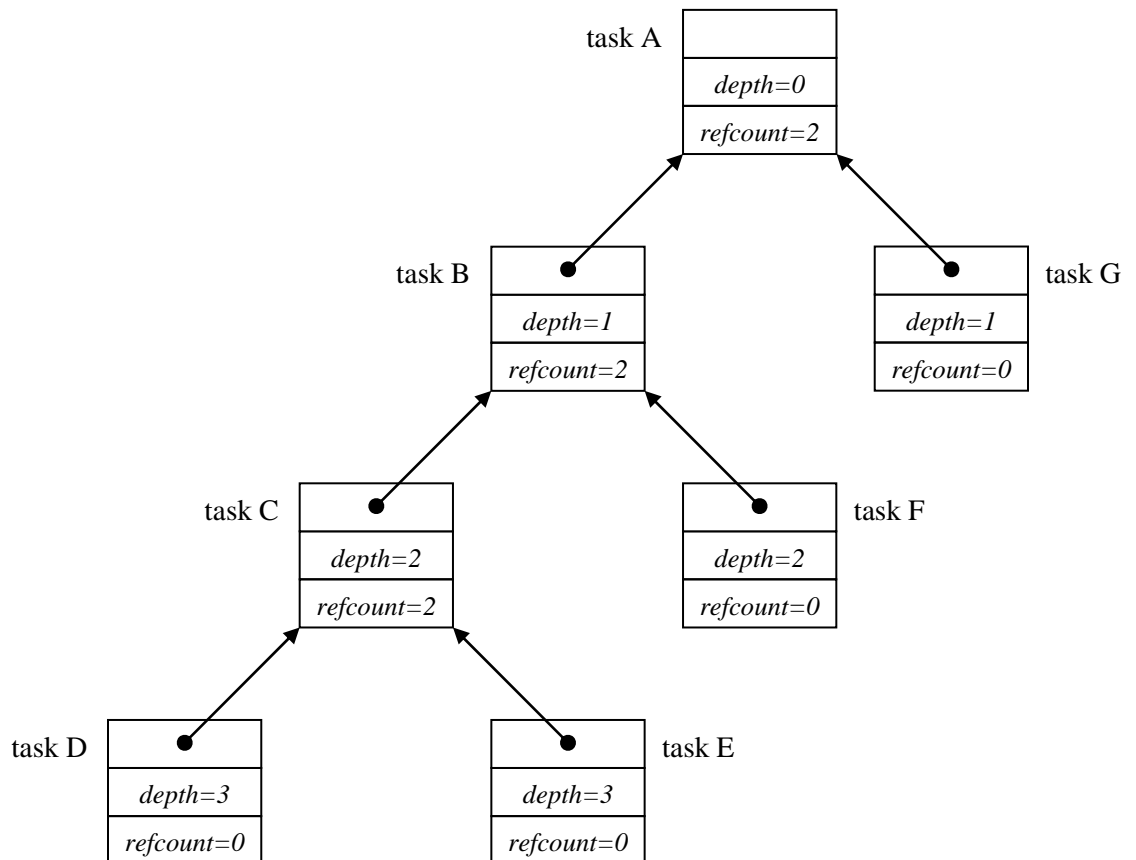 task A
depth=0
refcount=2
task B
depth=1
refcount=2
task G
depth=1
refcount=0
task C
depth=2
refcount=2
task F
depth=2
refcount=0
task D
depth=3
refcount=0
task E
depth=3
refcount=0